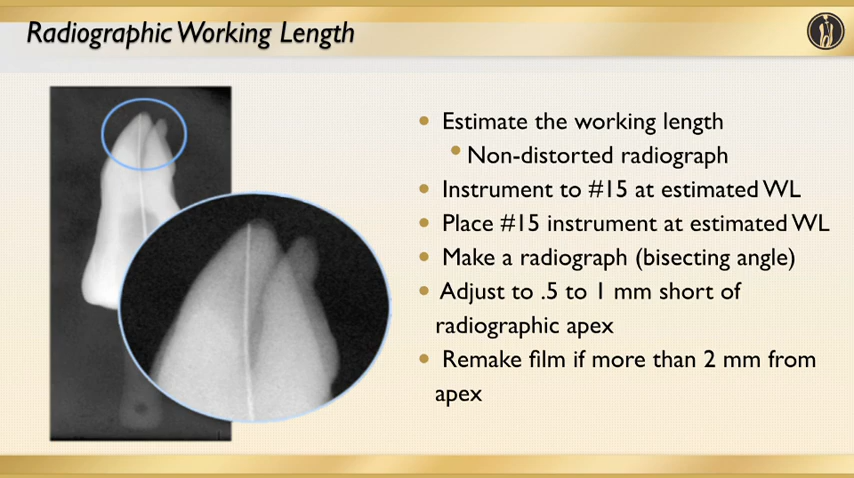 Radiographic Working Length
• Estimate the working length
• Non-distorted radiograph
• Instrument to #15 at estimated WL
• Place #15 instrument at estimated WL
• Make a radiograph (bisecting angle)
• Adjust to .5 to 1 mm short of
radiographic apex
• Remake film if more than 2 mm from
apex